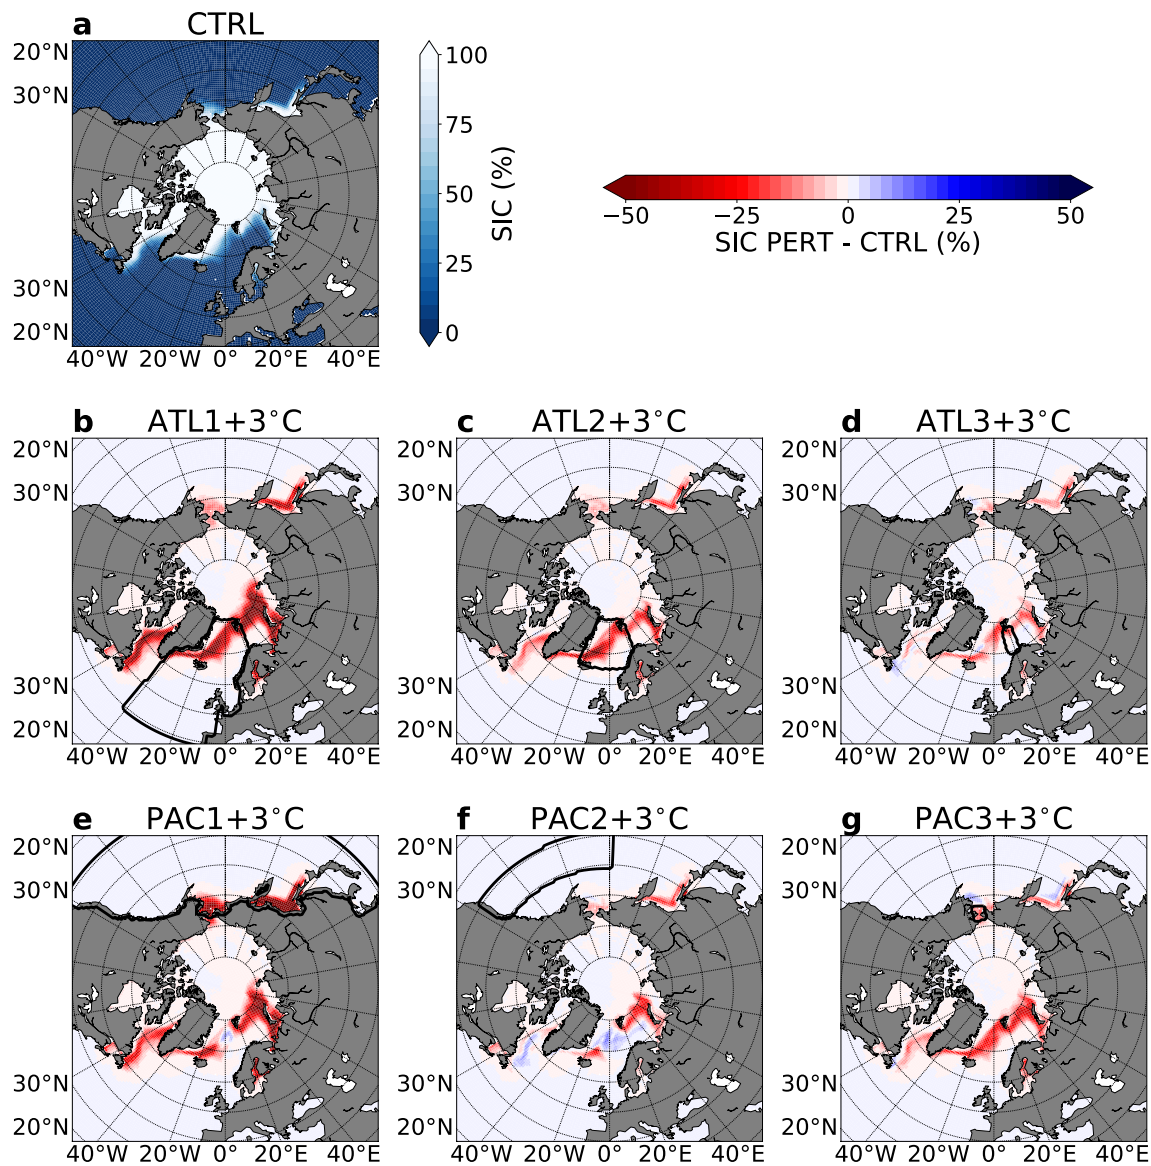 a CTRL
20°N
30°N
30°N
20°N
40°W 20°W 0° 20°E 40°E
100
75
50
25
0
SIC (%)
−50 −25 0 25 50
SIC PERT - CTRL (%)
b ATL1+3°C
20°N
30°N
30°N
20°N
40°W 20°W 0° 20°E 40°E
c ATL2+3°C
20°N
30°N
30°N
20°N
40°W 20°W 0° 20°E 40°E
d ATL3+3°C
20°N
30°N
30°N
20°N
40°W 20°W 0° 20°E 40°E
e PAC1+3°C
20°N
30°N
30°N
20°N
40°W 20°W 0° 20°E 40°E
f PAC2+3°C
20°N
30°N
30°N
20°N
40°W 20°W 0° 20°E 40°E
g PAC3+3°C
20°N
30°N
30°N
20°N
40°W 20°W 0° 20°E 40°E